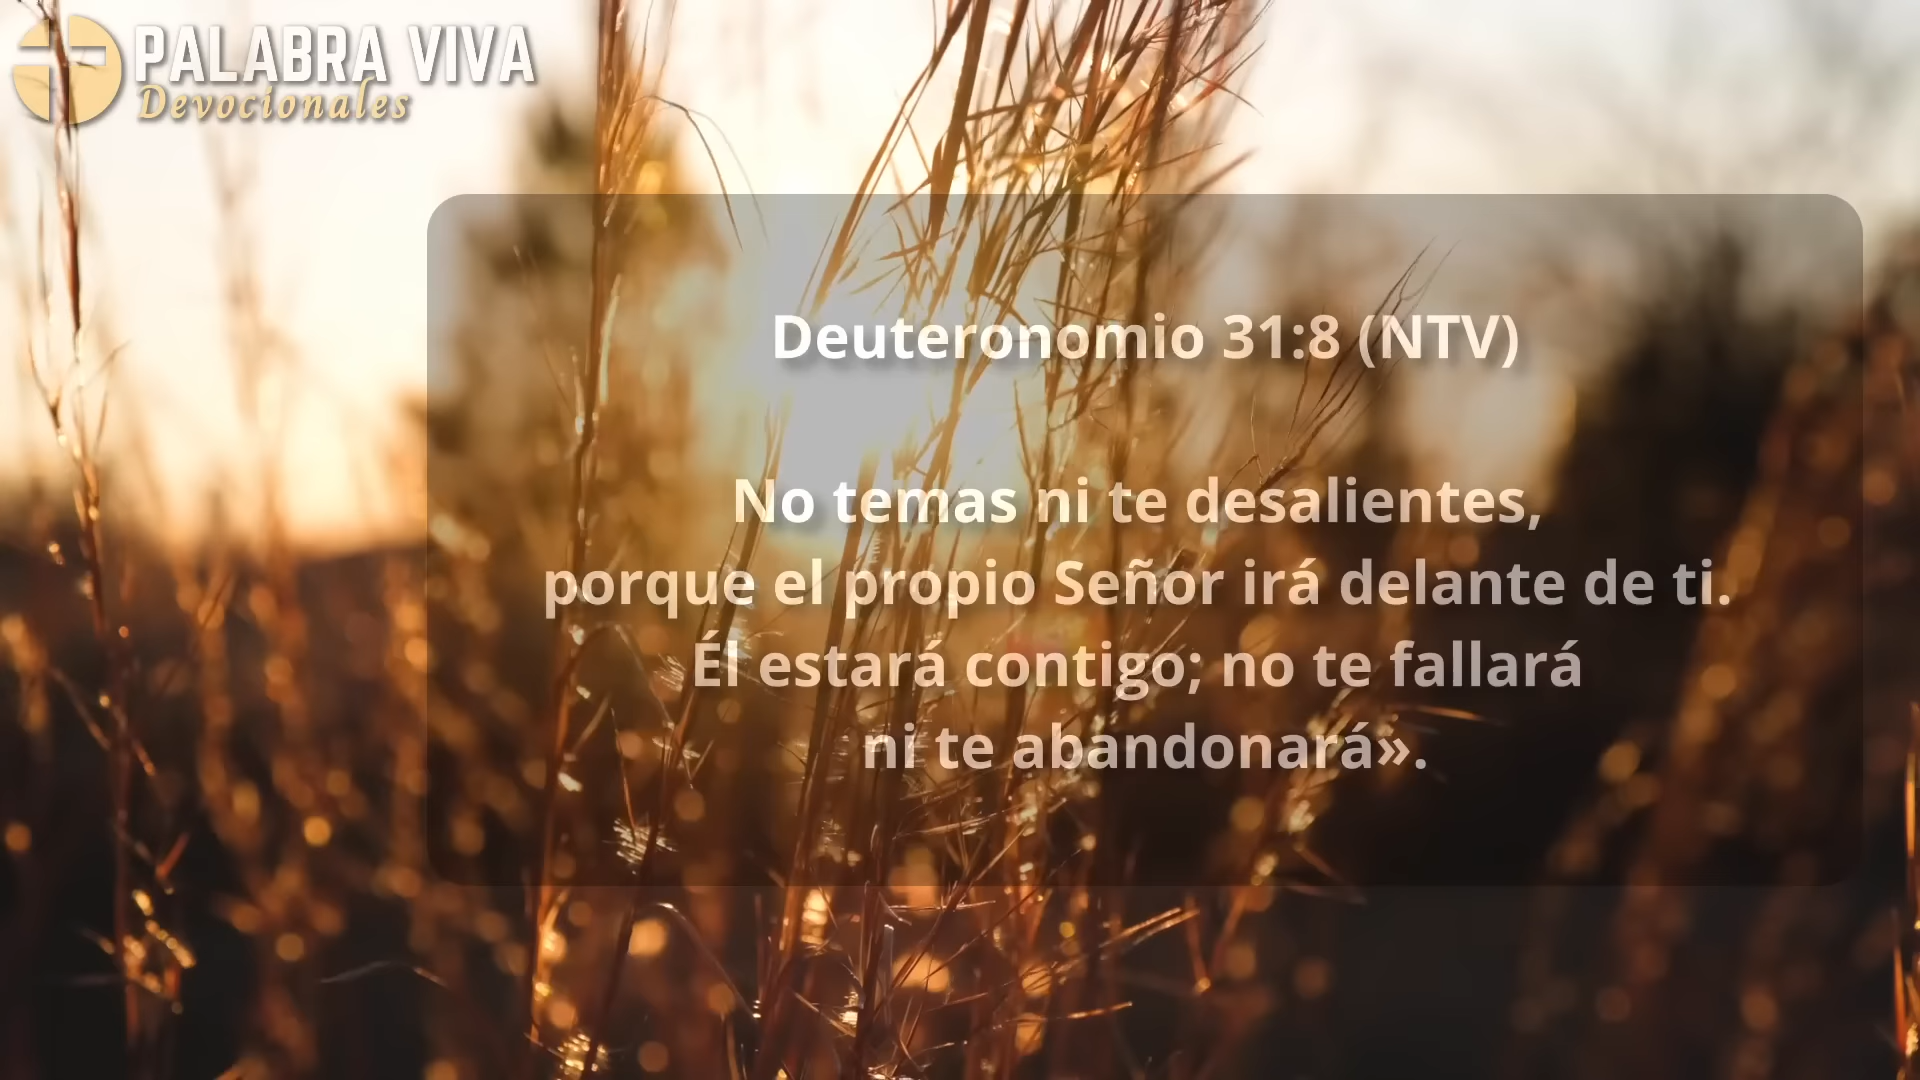 PALABRA VIVA
Devocionales
Deuteronomio 31:8 (NTV)
No temas ni te desalientes,
porque el propio Señor irá delante de ti.
Él estará contigo; no te fallará
ni te abandonará».